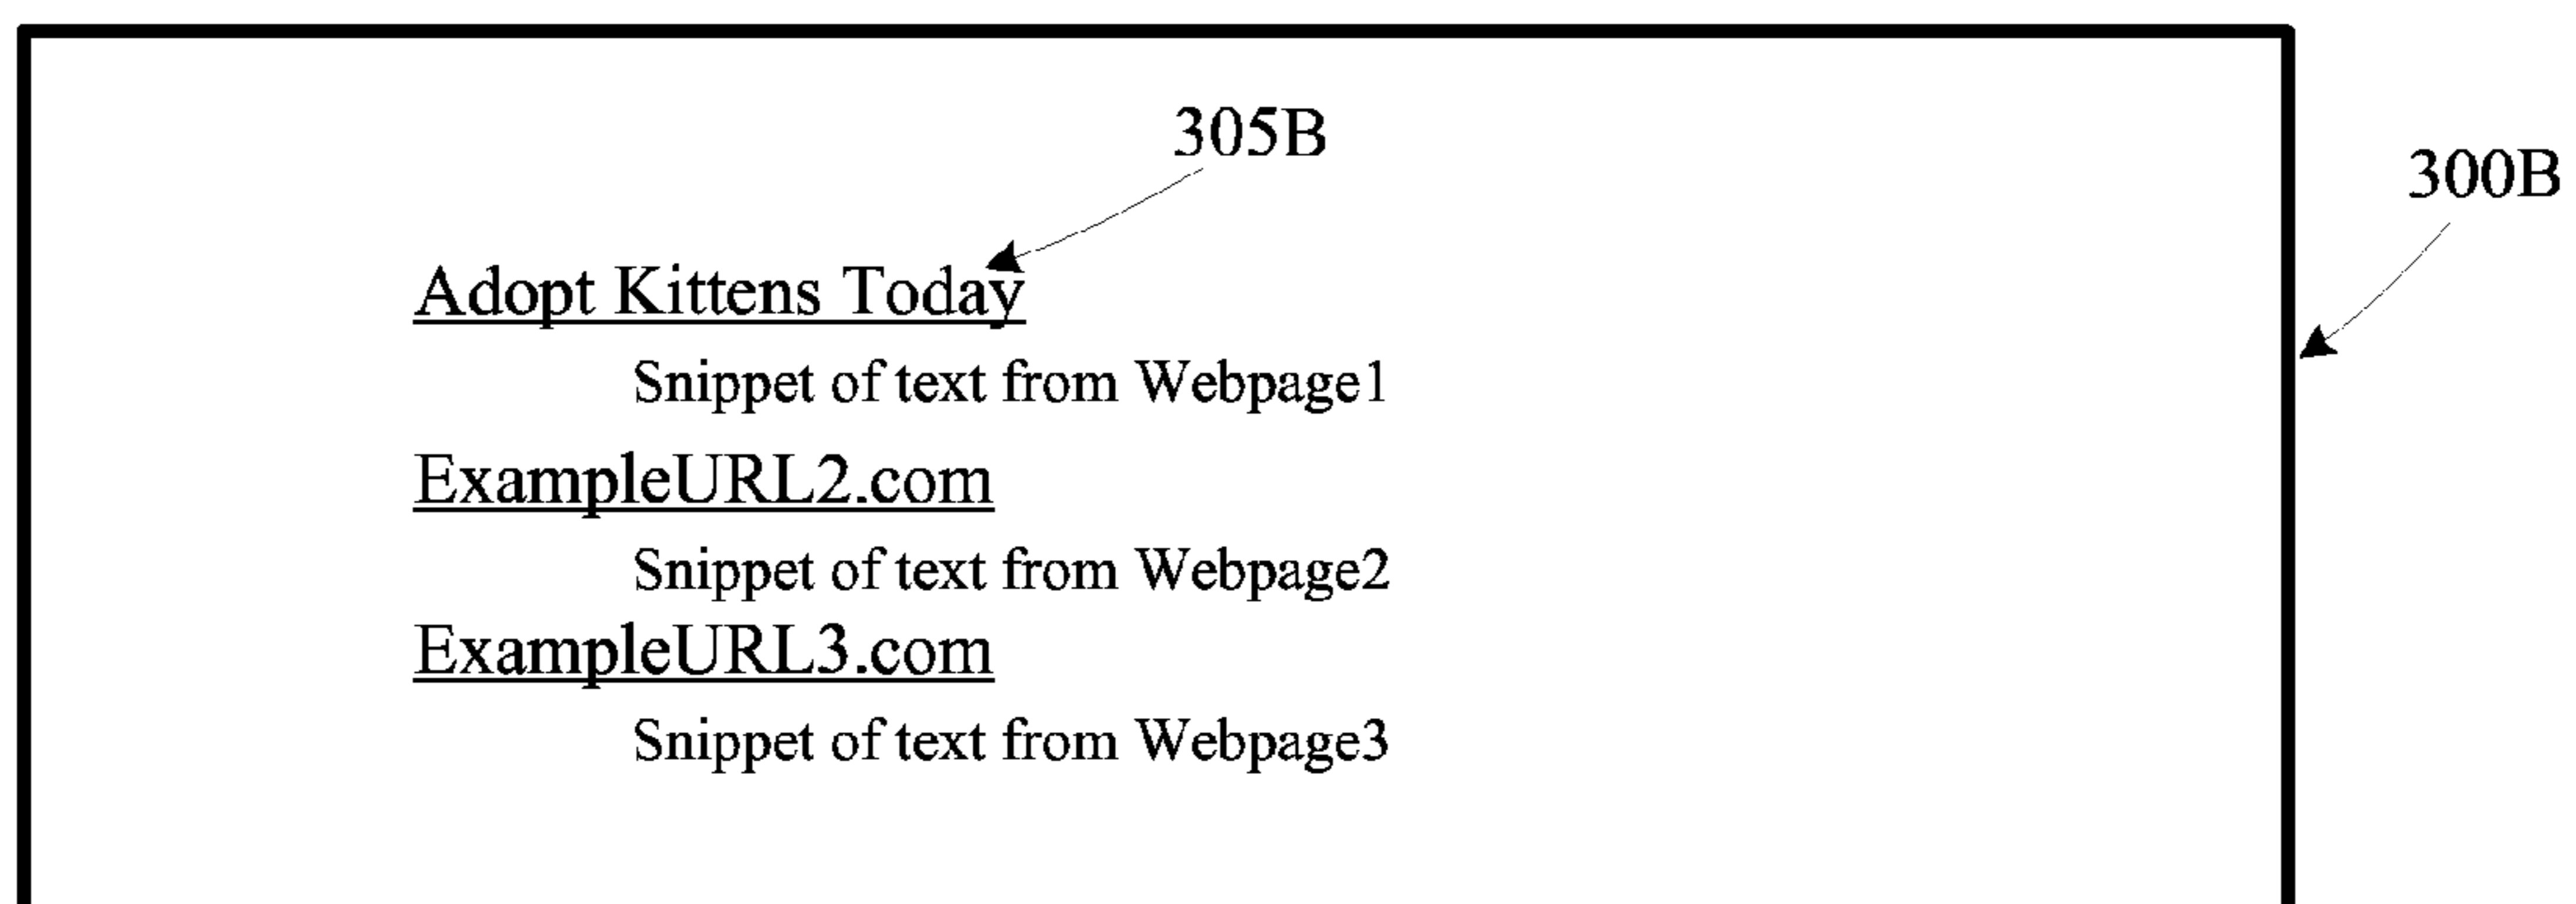 305B
300B
Adopt Kittens Today
Snippet of text from Webpage1
ExampleURL2.com
Snippet of text from Webpage2
ExampleURL3.com
Snippet of text from Webpage3